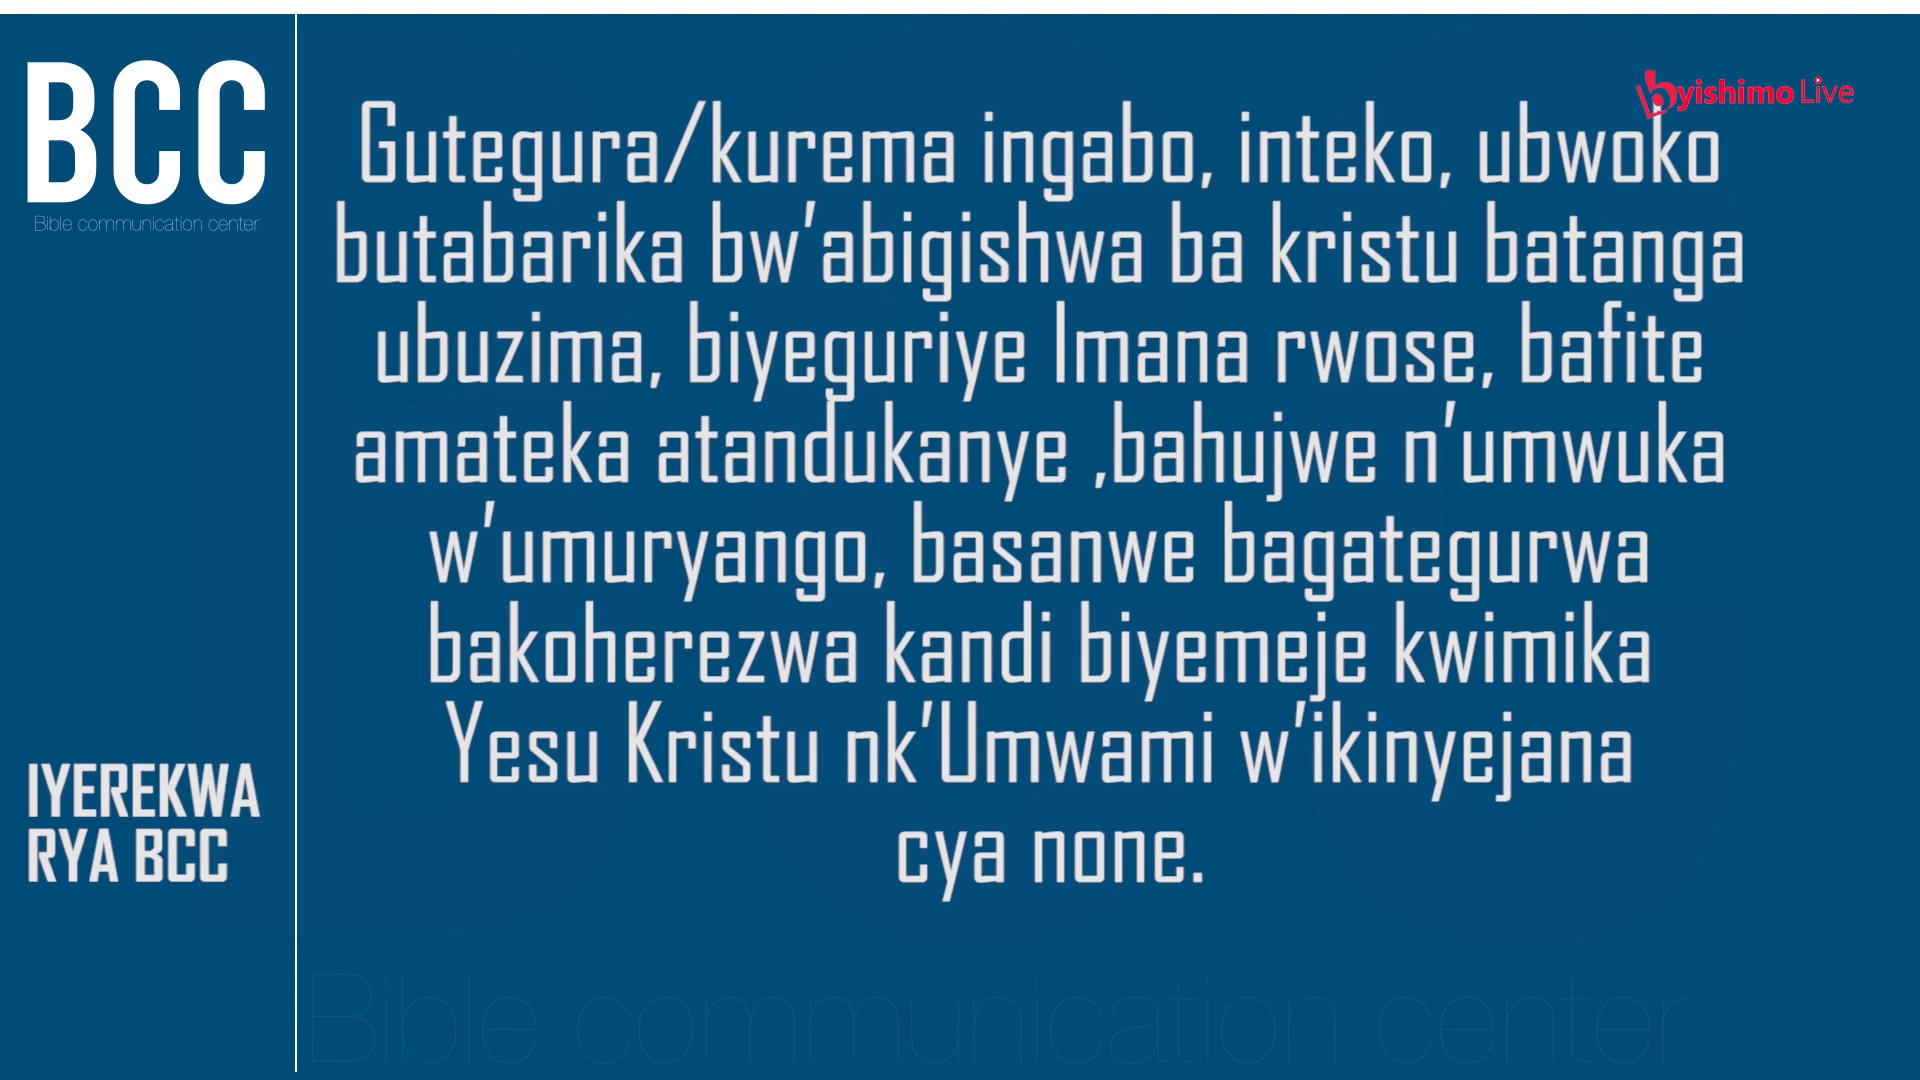 BCC
Bible communication center
byishimo Live
Gutegura/kurema ingabo, inteko, ubwoko
butabarika bw’abigishwa ba kristu batanga
ubuzima, biyeguriye Imana rwose, bafite
amateka atandukanye ,bahujwe n’umwuka
w’umuryango, basanwe bagategurwa
bakoherezwa kandi biyemeje kwimika
Yesu Kristu nk’Umwami w’ikinyejana
cya none.
IYEREKWA
RYA BCC
Bible communication center